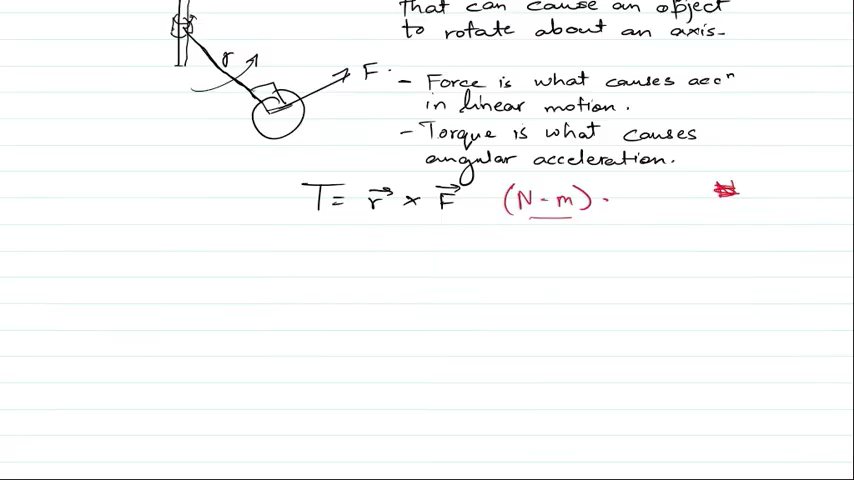 that can cause an object
to rotate about an axis-
r
F.
- Force is what causes accⁿ
in linear motion.
- Torque is what causes
angular acceleration.
T = r⃗ × F⃗ (N-m).